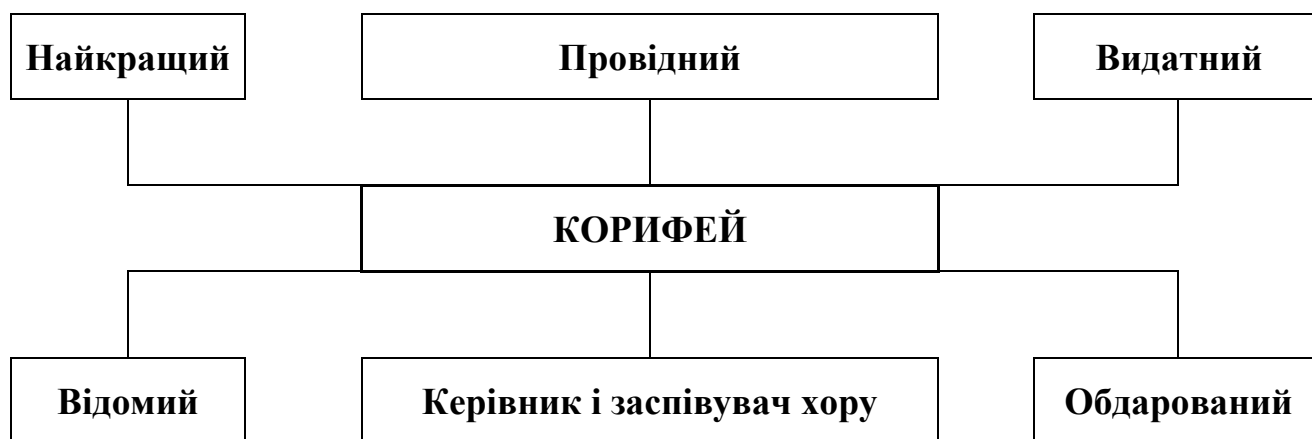 Найкращий
Провідний
Видатний
КОРИФЕЙ
Відомий
Керівник і заспівувач хору
Обдарований